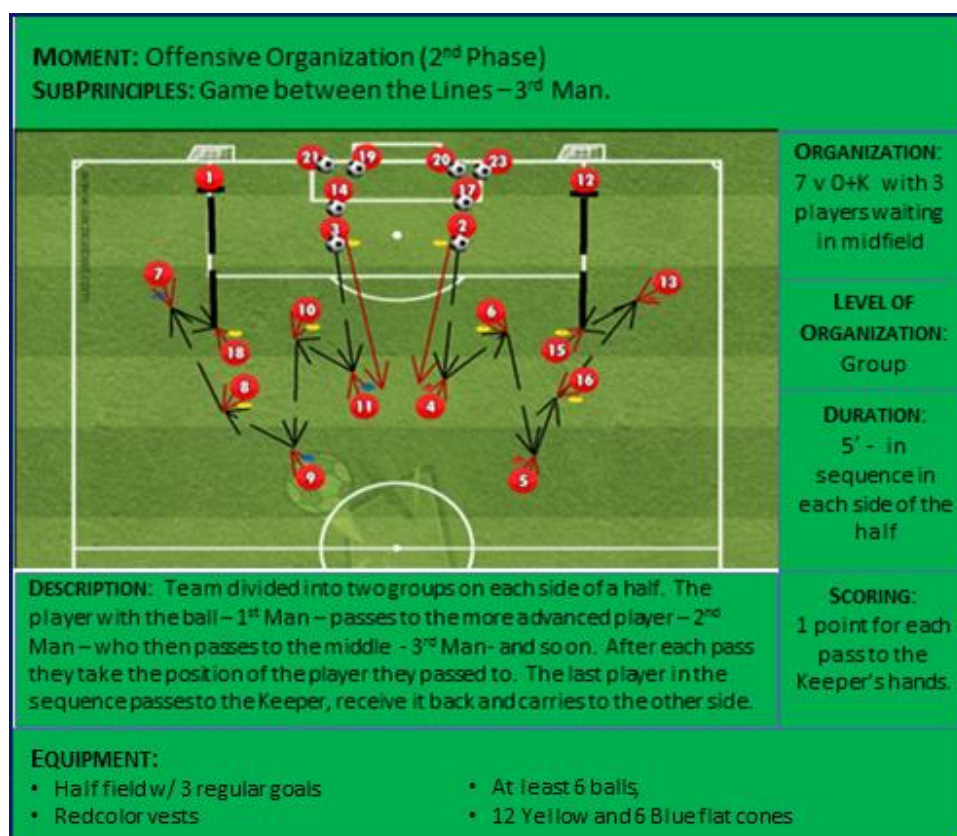 MOMENT: Offensive Organization (2nd Phase)
SUBPRINCIPLES: Game between the Lines – 3rd Man.
21 19 20 23
1 14 17 12
3 2
7 10 6 13
18 15
8 11 4 16
9 5
ORGANIZATION:
7 v 0+K with 3
players waiting
in midfield
LEVEL OF
ORGANIZATION:
Group
DURATION:
5' - in
sequence in
each side of the
half
DESCRIPTION: Team divided into two groups on each side of a half. The
player with the ball – 1st Man – passes to the more advanced player – 2nd
Man – who then passes to the middle - 3rd Man- and so on. After each pass
they take the position of the player they passed to. The last player in the
sequence passes to the Keeper, receive it back and carries to the other side.
SCORING:
1 point for each
pass to the
Keeper's hands.
EQUIPMENT:
• Half field w/ 3 regular goals
• Red color vests
• At least 6 balls,
• 12 Yellow and 6 Blue flat cones